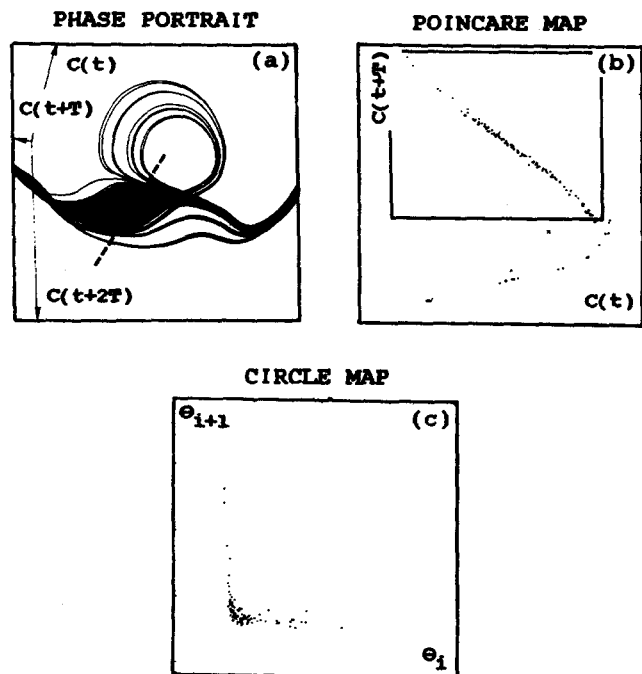 PHASE PORTRAIT
C(t)
(a)
C(t+T)
C(t+2T)
POINCARE MAP
C(t+T)
(b)
C(t)
CIRCLE MAP
Θi+1
(c)
Θi